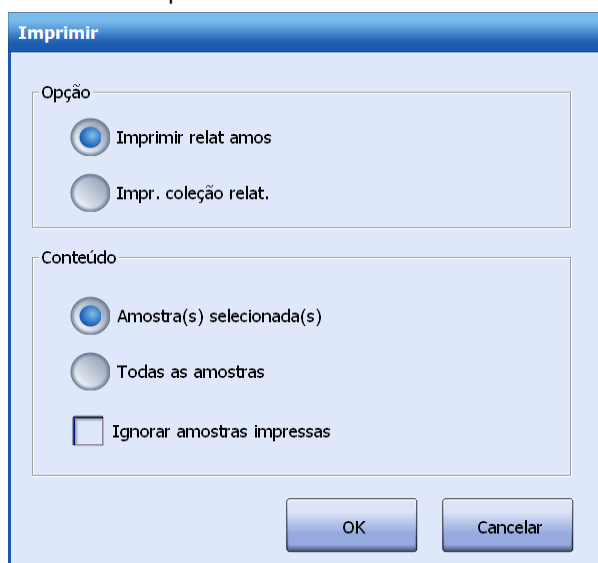 Imprimir
Opção
Imprimir relat amos
Impr. coleção relat.
Conteúdo
Amostra(s) selecionada(s)
Todas as amostras
Ignorar amostras impressas
OK Cancelar